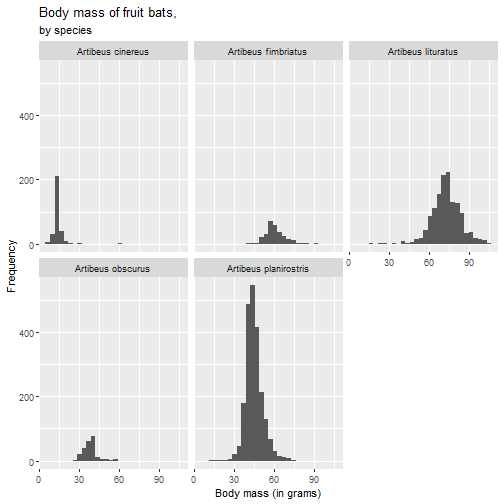 Body mass of fruit bats,
by species
Artibeus cinereus Artibeus fimbriatus Artibeus lituratus
400
200
0
0 30 60 90
Frequency
Artibeus obscurus Artibeus planirostris
400
200
0
0 30 60 90 0 30 60 90
Body mass (in grams)